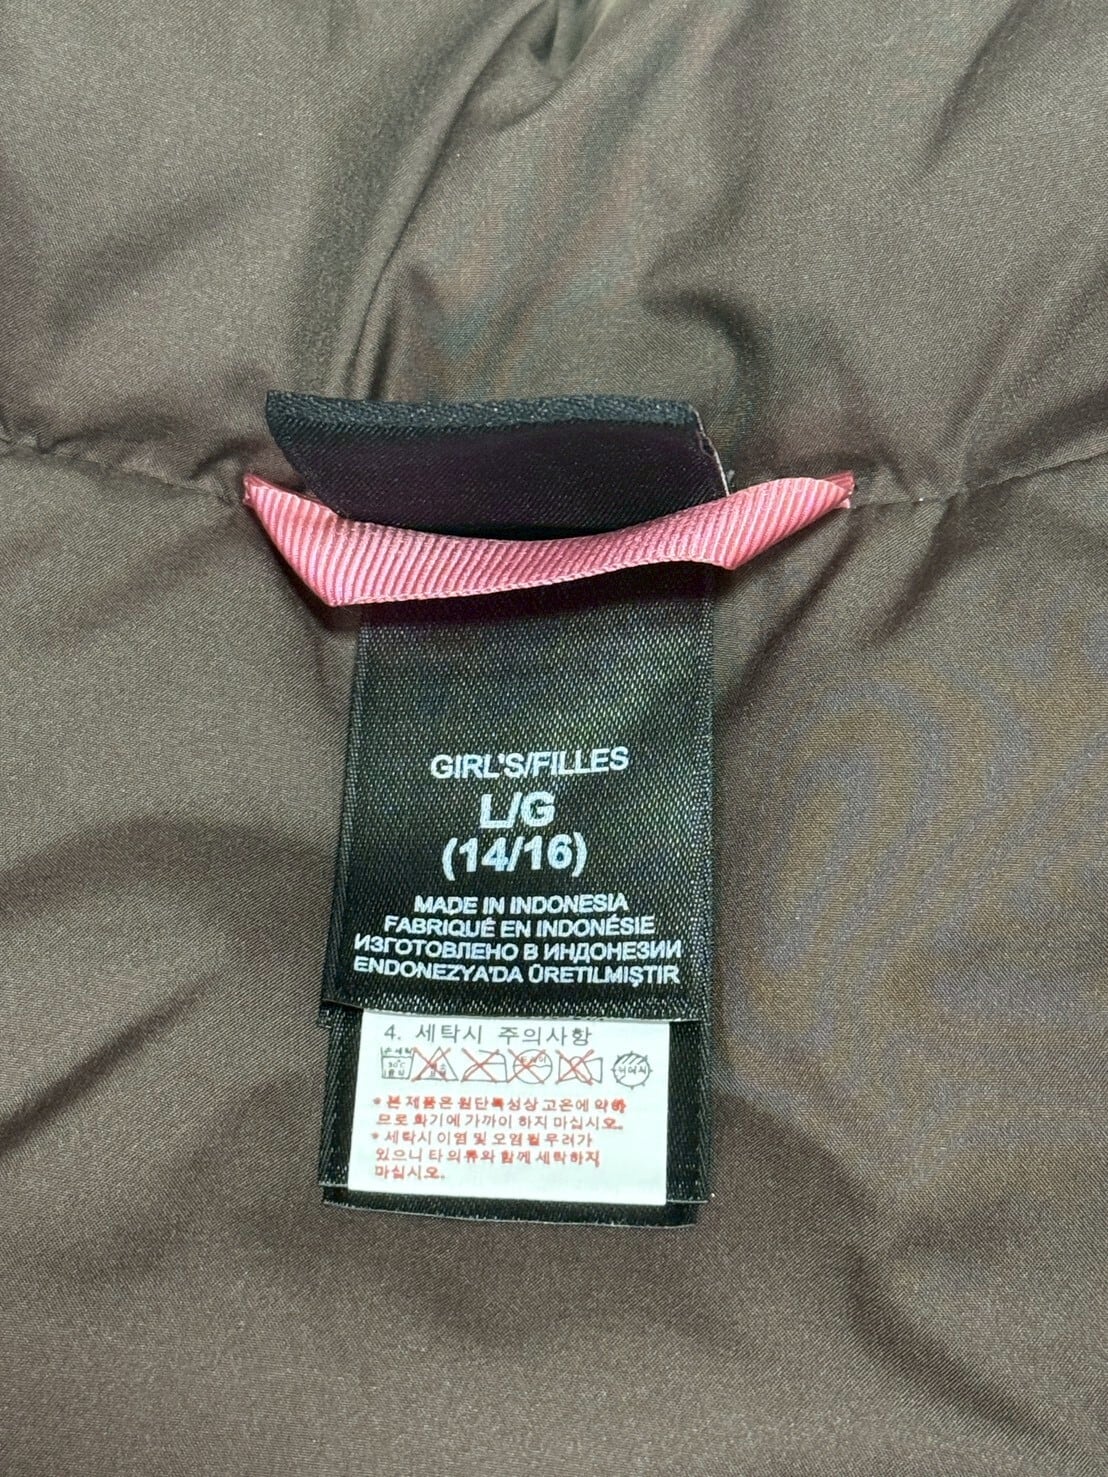 GIRL'S/FILLES
L/G
(14/16)
MADE IN INDONESIA
FABRIQUÉ EN INDONÉSIE
ИЗГОТОВЛЕНО В ИНДОНЕЗИИ
ENDONEZYA'DA ÜRETILMIŞTIR
4. 세탁시 주의사항
30°C
* 본 제품은 원단특성상 고온에 약하
므로 화기에 가까이 하지 마십시오.
* 세탁시 이염 및 오염될 우려가
있으니 타의류와 함께 세탁하지
마십시오.